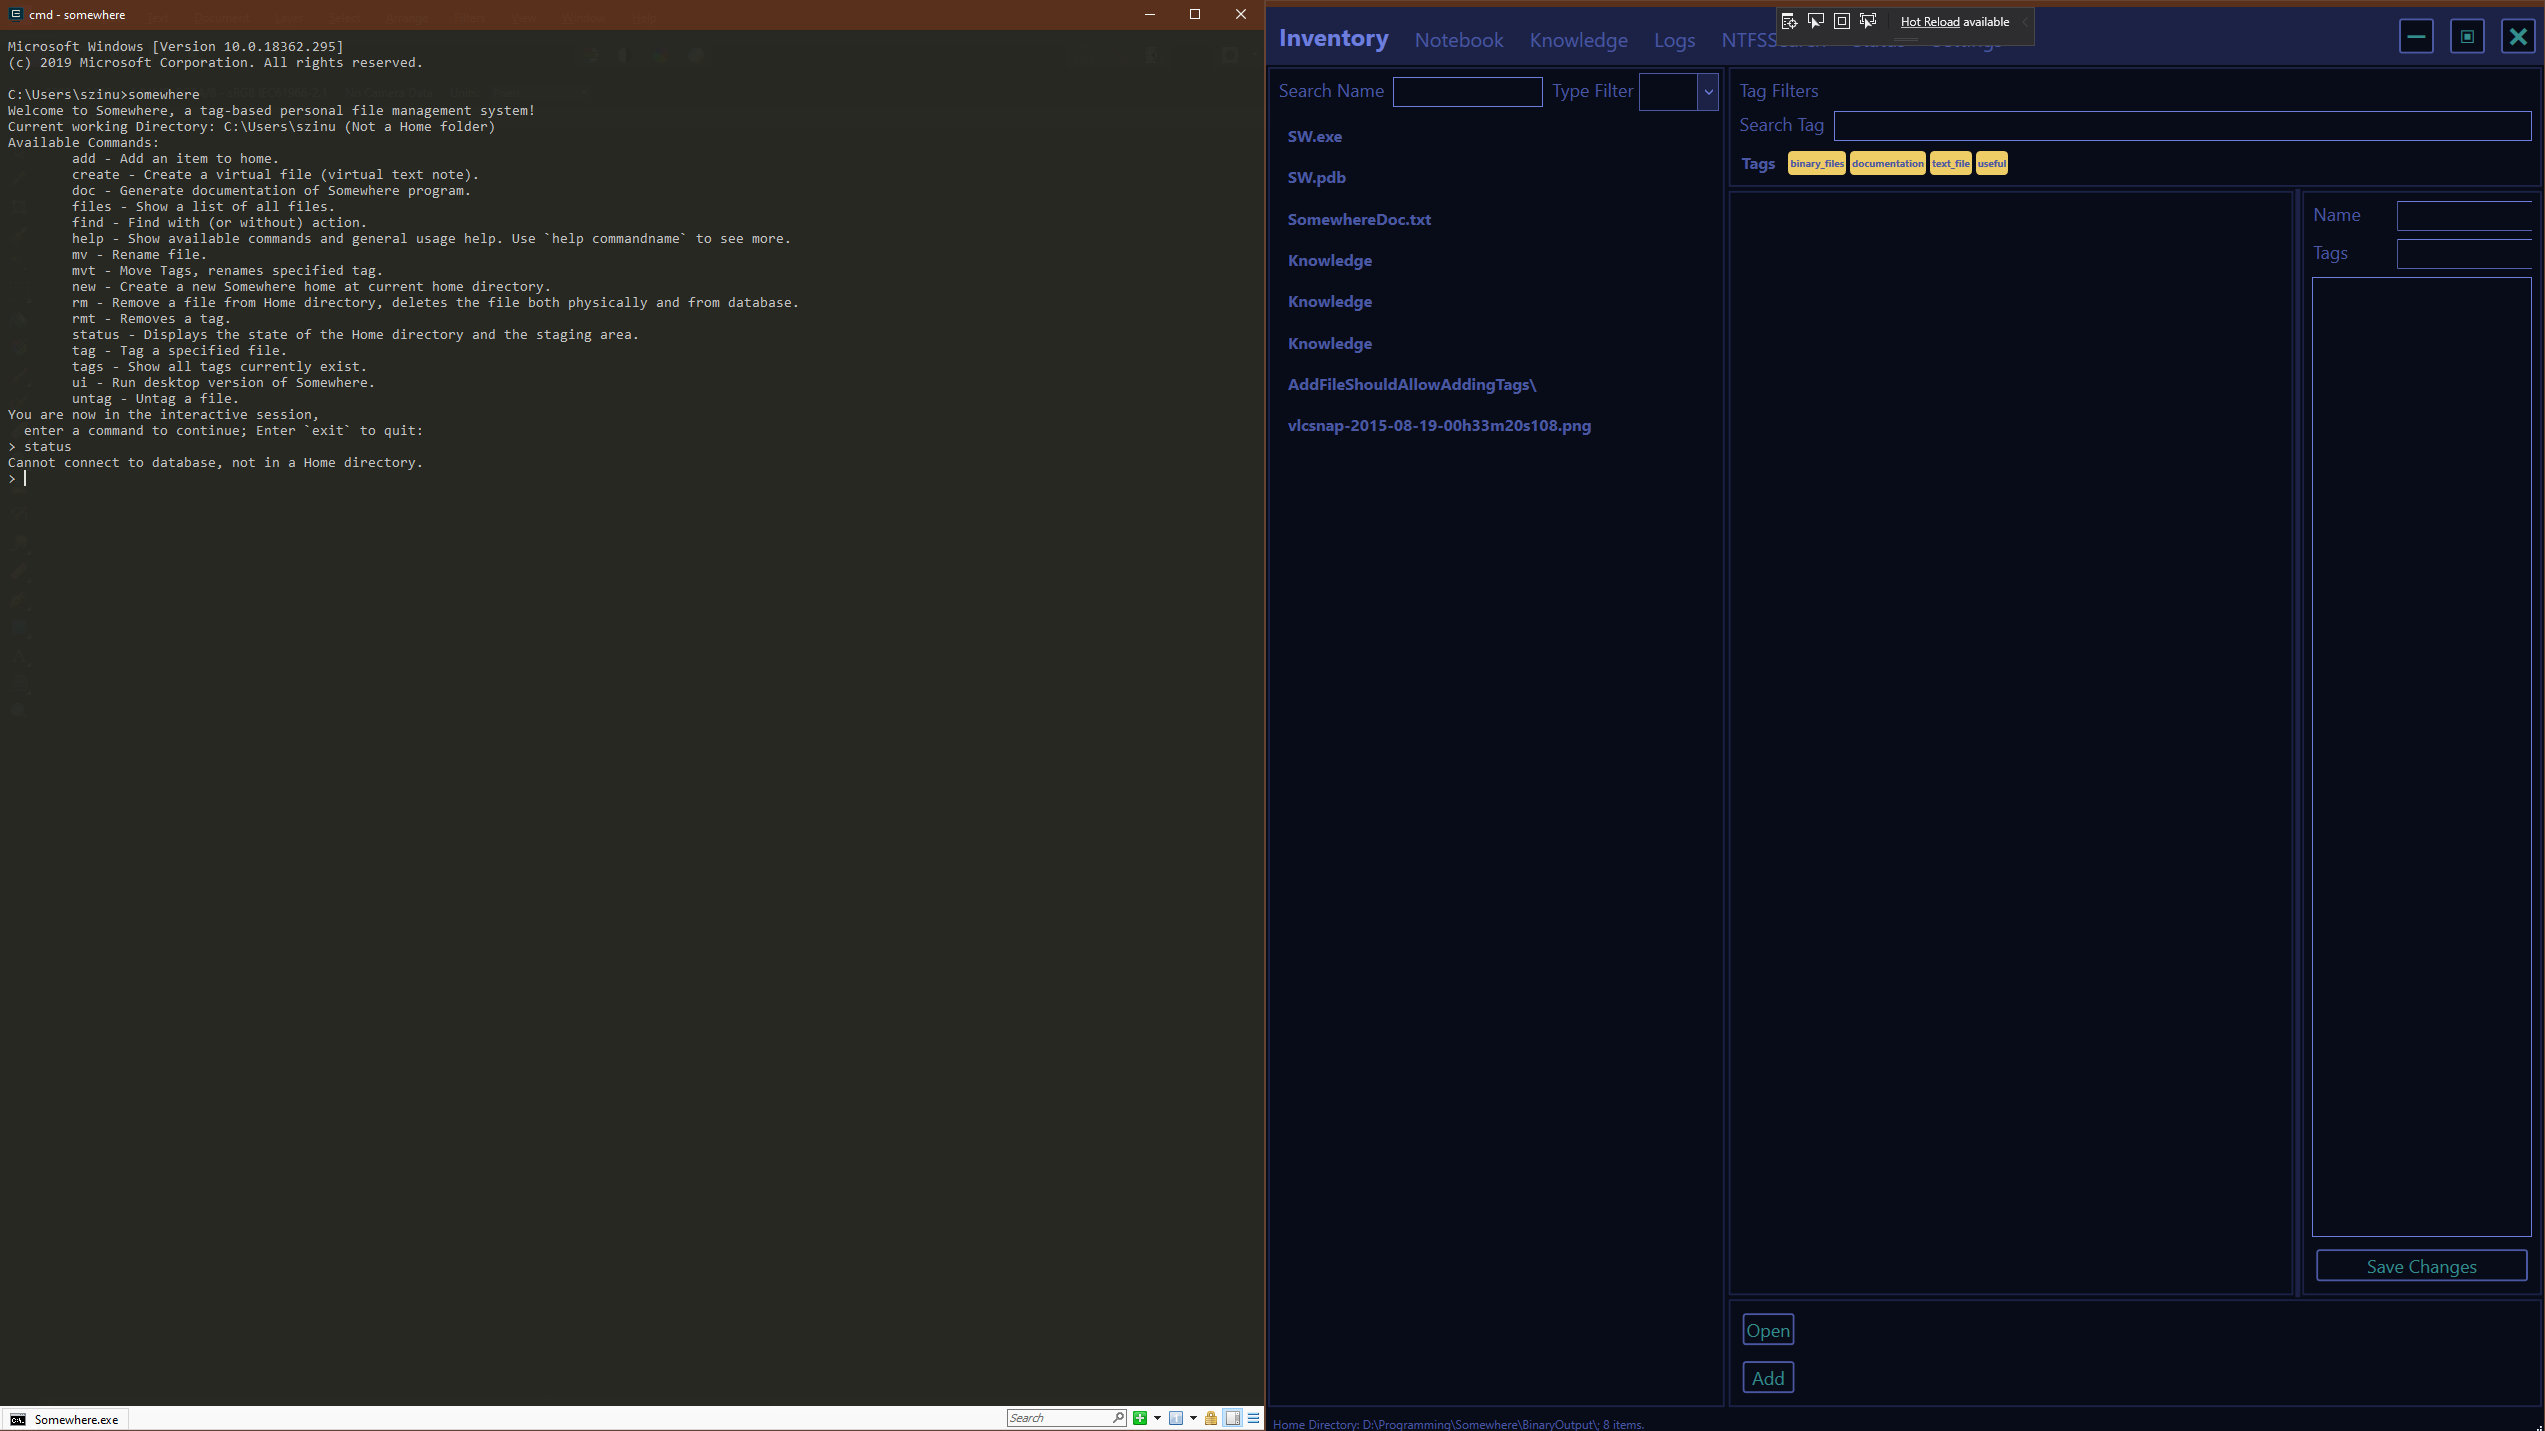 cmd - somewhere
Microsoft Windows [Version 10.0.18362.295]
(c) 2019 Microsoft Corporation. All rights reserved.
C:\Users\szinu>somewhere
Welcome to Somewhere, a tag-based personal file management system!
Current working Directory: C:\Users\szinu (Not a Home folder)
Available Commands:
add - Add an item to home.
create - Create a virtual file (virtual text note).
doc - Generate documentation of Somewhere program.
files - Show a list of all files.
find - Find with (or without) action.
help - Show available commands and general usage help. Use `help commandname` to see more.
mv - Rename file.
mvt - Move Tags, renames specified tag.
new - Create a new Somewhere home at current home directory.
rm - Remove a file from Home directory, deletes the file both physically and from database.
rmt - Removes a tag.
status - Displays the state of the Home directory and the staging area.
tag - Tag a specified file.
tags - Show all tags currently exist.
ui - Run desktop version of Somewhere.
untag - Untag a file.
You are now in the interactive session,
enter a command to continue; Enter `exit` to quit:
> status
Cannot connect to database, not in a Home directory.
>
Somewhere.exe
Search
Inventory Notebook Knowledge Logs
Hot Reload available
Search Name Type Filter
SW.exe
SW.pdb
SomewhereDoc.txt
Knowledge
Knowledge
Knowledge
AddFileShouldAllowAddingTags\
vlcsnap-2015-08-19-00h33m20s108.png
Tag Filters
Search Tag
Tags binary_files documentation text_file useful
Name
Tags
Save Changes
Open
Add
Home Directory: D:\Programming\Somewhere\BinaryOutput\; 8 items.